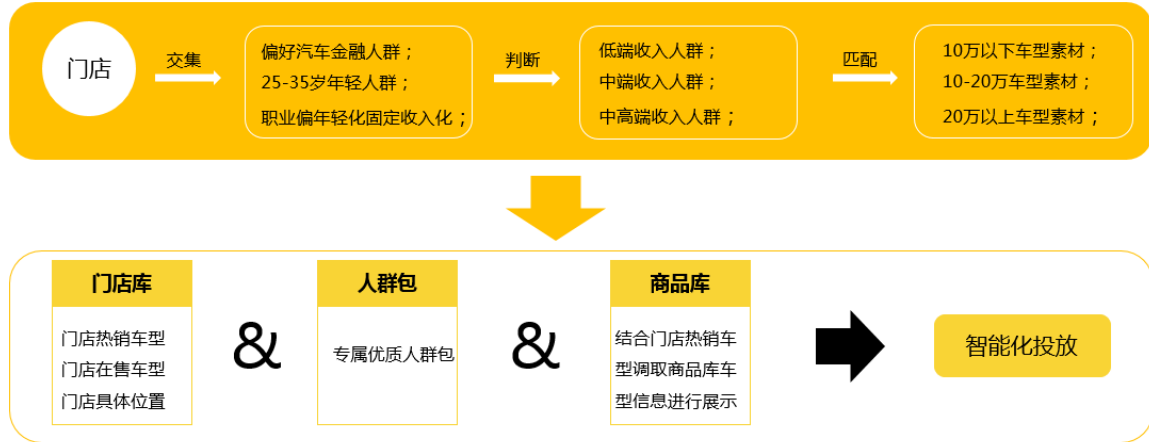 门店
交集
偏好汽车金融人群；
25-35岁年轻人群；
职业偏年轻化固定收入化；
判断
低端收入人群；
中端收入人群；
中高端收入人群；
匹配
10万以下车型素材；
10-20万车型素材；
20万以上车型素材；
门店库
门店热销车型
门店在售车型
门店具体位置
&
人群包
专属优质人群包
&
商品库
结合门店热销车
型调取商品库车
型信息进行展示
智能化投放